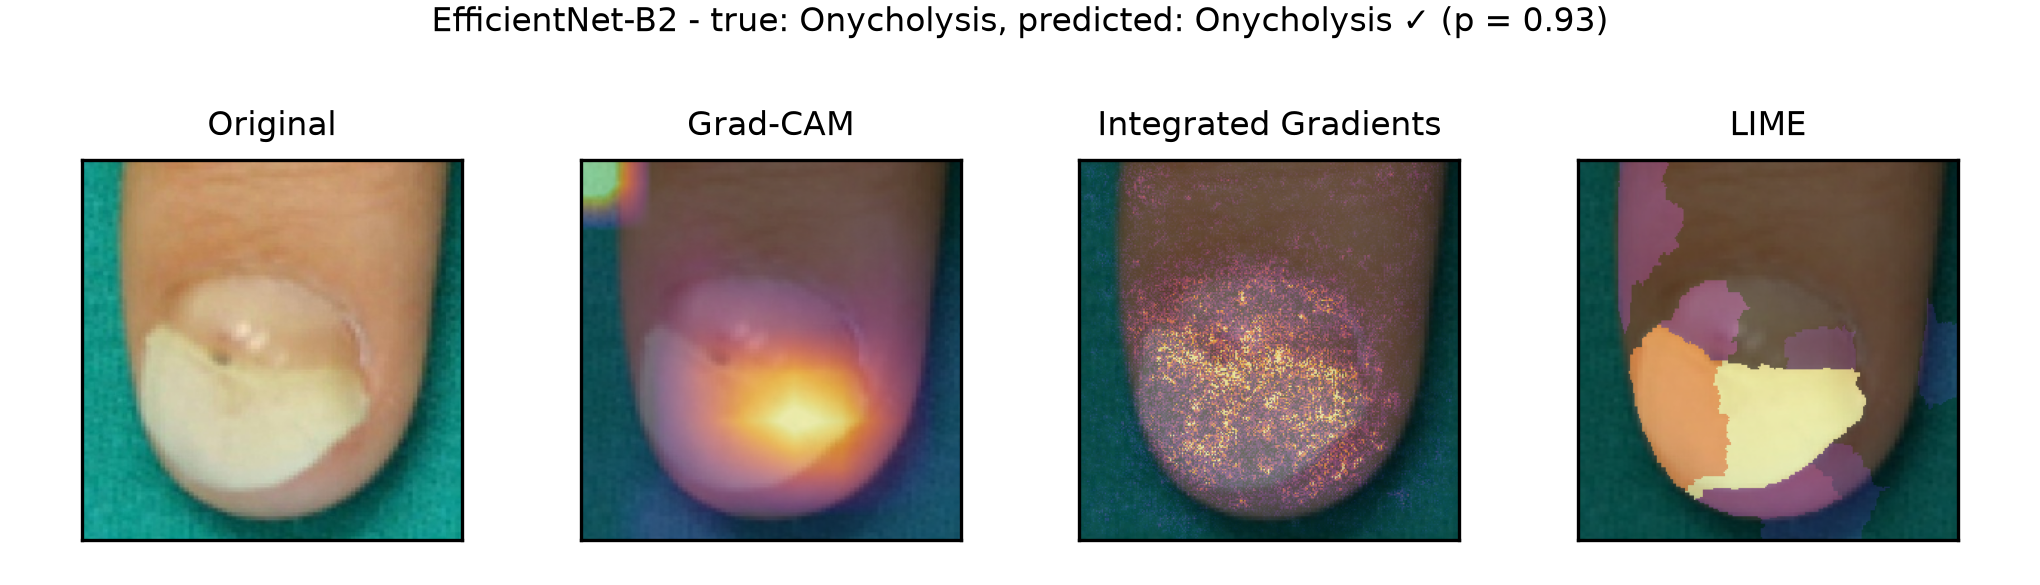 EfficientNet-B2 - true: Onycholysis, predicted: Onycholysis ✓ (p = 0.93)
Original
Grad-CAM
Integrated Gradients
LIME